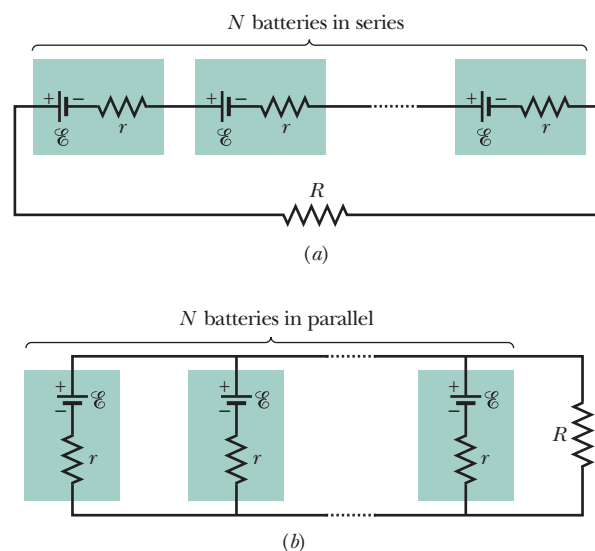 N batteries in series
+ − + − + −
r r r
ℰ ℰ ℰ
R
(a)
N batteries in parallel
+ + +
ℰ ℰ ℰ
− − −
R
r r r
(b)